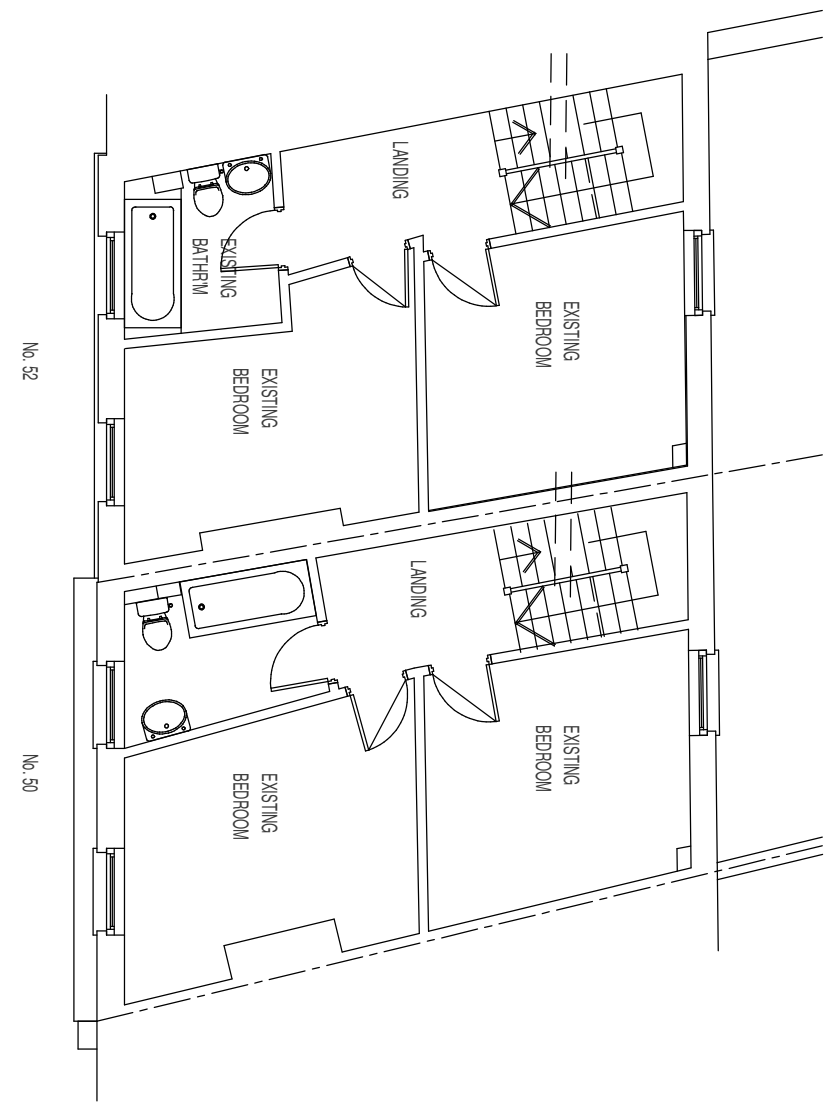 EXISTING
BEDROOM
EXISTING
BEDROOM
LANDING
LANDING
EXISTING
BATHR'M
EXISTING
BEDROOM
EXISTING
BEDROOM
No. 52
No. 50